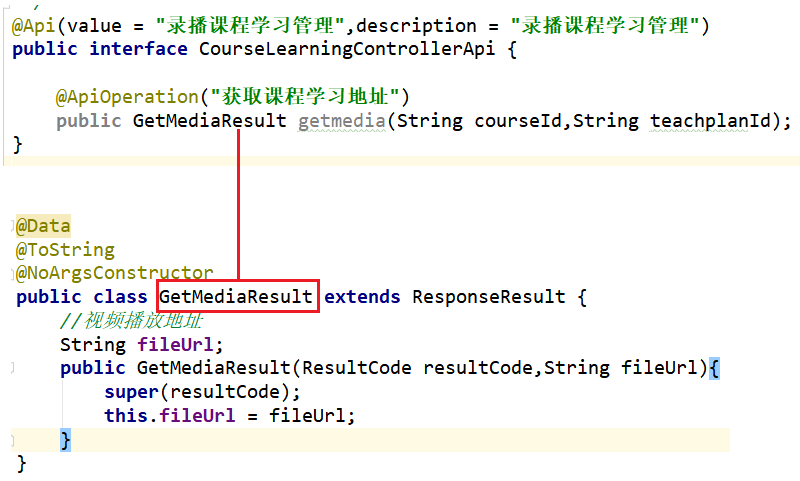 @Api(value = "录播课程学习管理",description = "录播课程学习管理")
public interface CourseLearningControllerApi {
@ApiOperation("获取课程学习地址")
public GetMediaResult getmedia(String courseId,String teachplanId);
}
@Data
@ToString
@NoArgsConstructor
public class GetMediaResult extends ResponseResult {
//视频播放地址
String fileUrl;
public GetMediaResult(ResultCode resultCode,String fileUrl){
super(resultCode);
this.fileUrl = fileUrl;
}
}